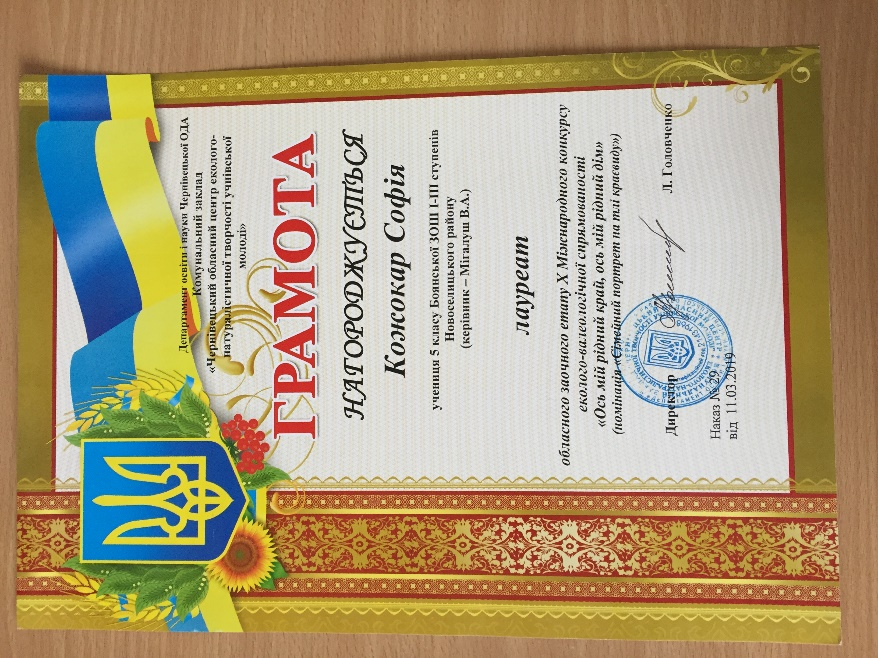 Департамент освіти і науки Чернівецької ОДА
Комунальний заклад
«Чернівецький обласний центр еколого-
натуралістичної творчості учнівської
молоді»
ГРАМОТА
НАГОРОДЖУЄТЬСЯ
Кожокар Софія
учениця 5 класу Боянської ЗОШ І-ІІІ ступенів
Новоселицького району
(керівник – Мігалуш В.А.)
лауреат
обласного заочного етапу Х Міжнародного конкурсу
еколого-валеологічної спрямованості
«Ось мій рідний край, ось мій рідний дім»
(номінація «Сімейний портрет на тлі краєвиду»)
Директор Л. Головченко
Наказ № 29
від 11.03.2019